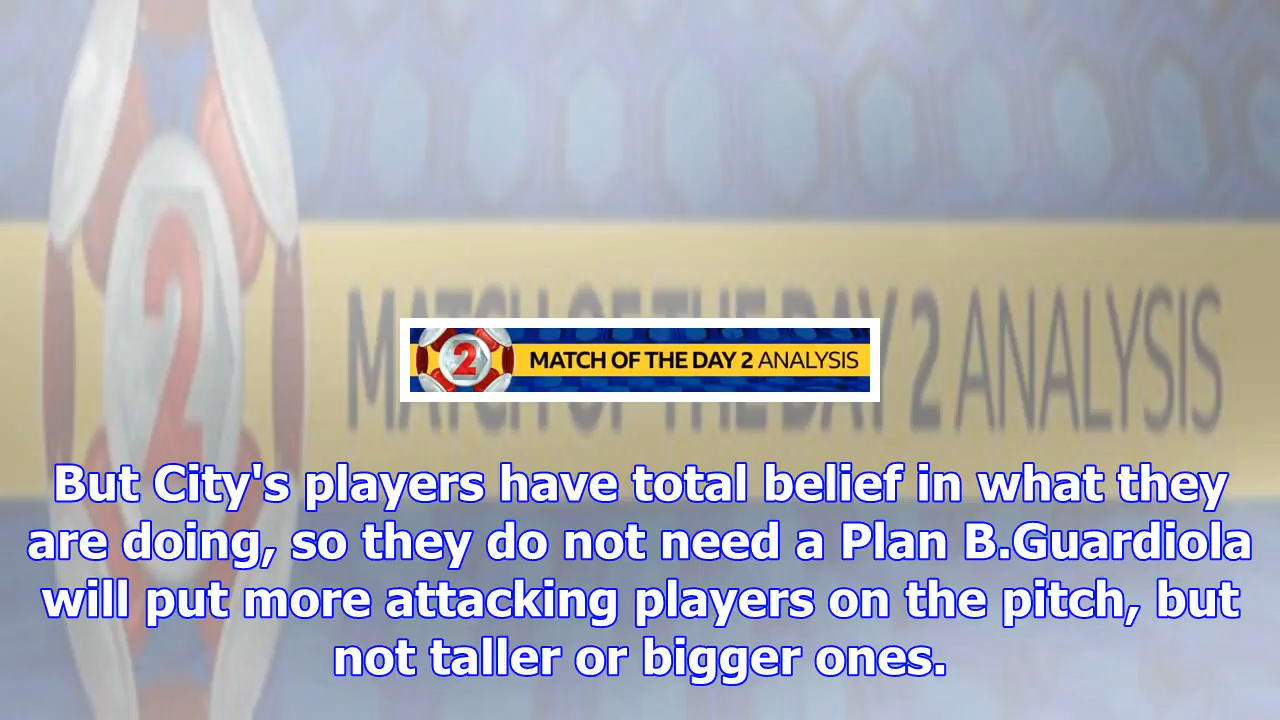 2 MATCH OF THE DAY 2 ANALYSIS
2 MATCH OF THE DAY 2 ANALYSIS
But City's players have total belief in what they
are doing, so they do not need a Plan B.Guardiola
will put more attacking players on the pitch, but
not taller or bigger ones.